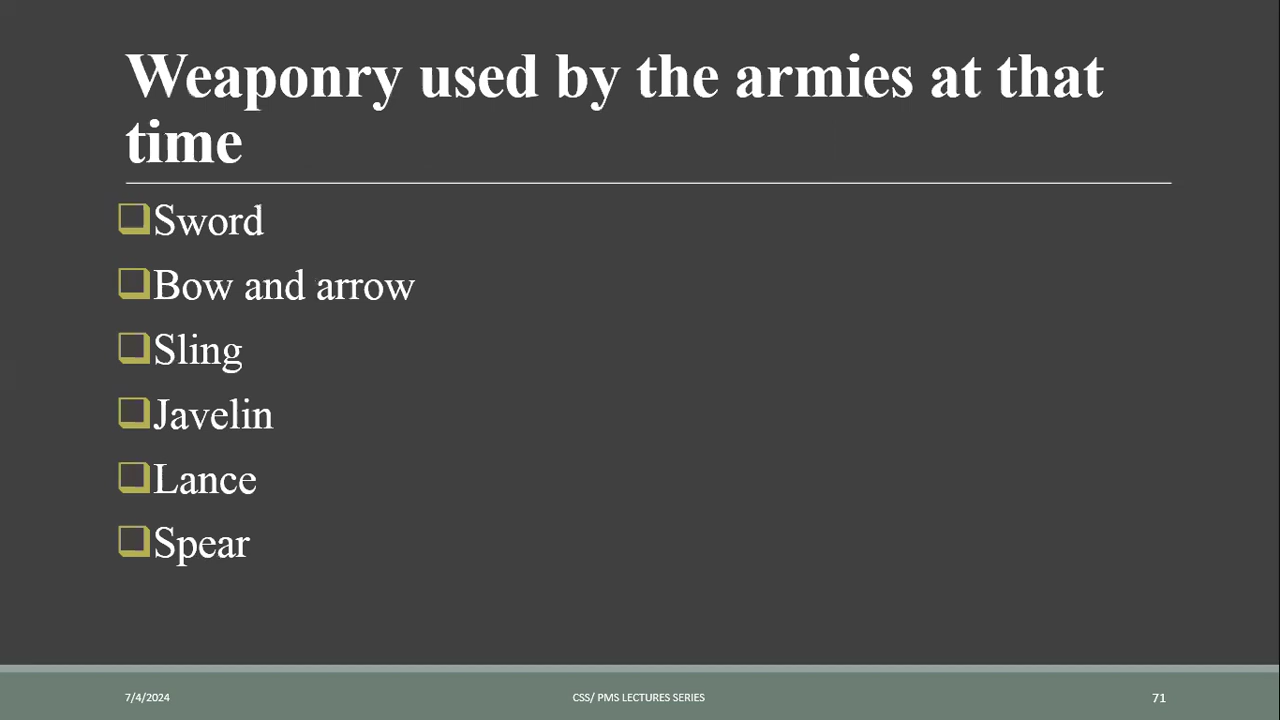 Weaponry used by the armies at that
time
❑Sword
❑Bow and arrow
❑Sling
❑Javelin
❑Lance
❑Spear
7/4/2024
CSS/ PMS LECTURES SERIES
71